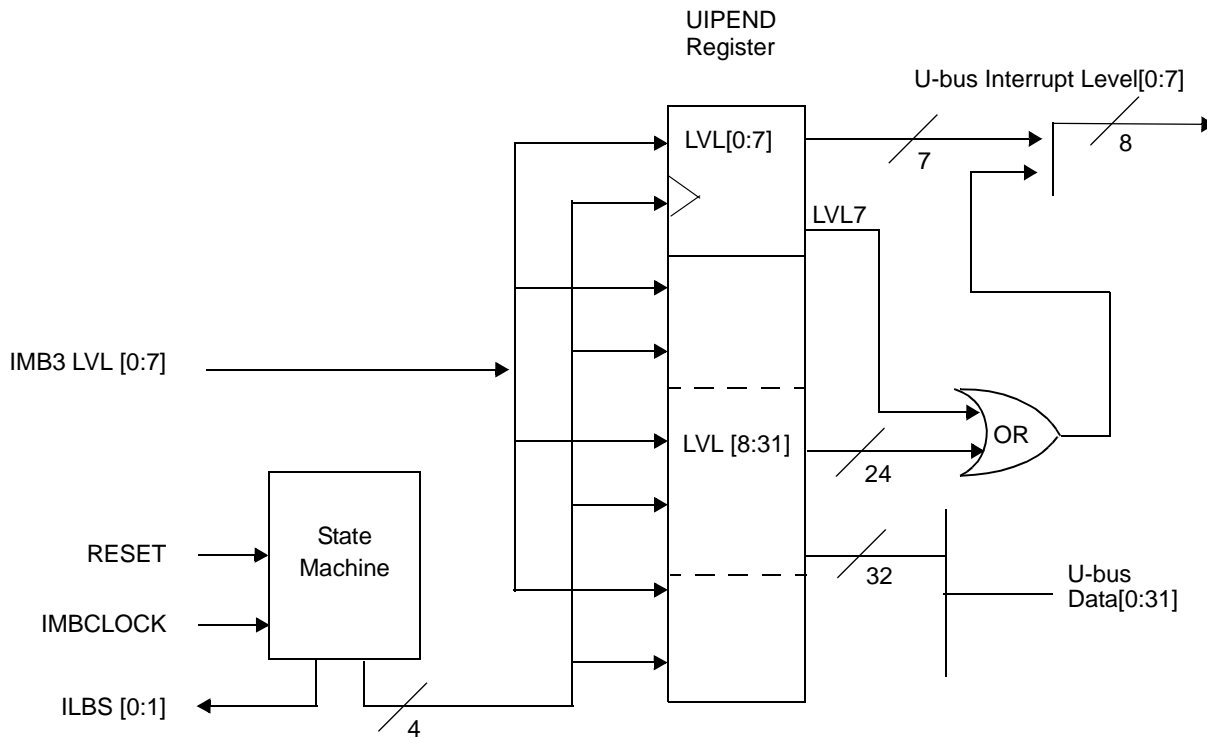 UIPEND
Register
U-bus Interrupt Level[0:7]
LVL[0:7]
7
8
LVL7
IMB3 LVL [0:7]
LVL [8:31]
OR
24
State
Machine
RESET
32
U-bus
Data[0:31]
IMBCLOCK
ILBS [0:1]
4